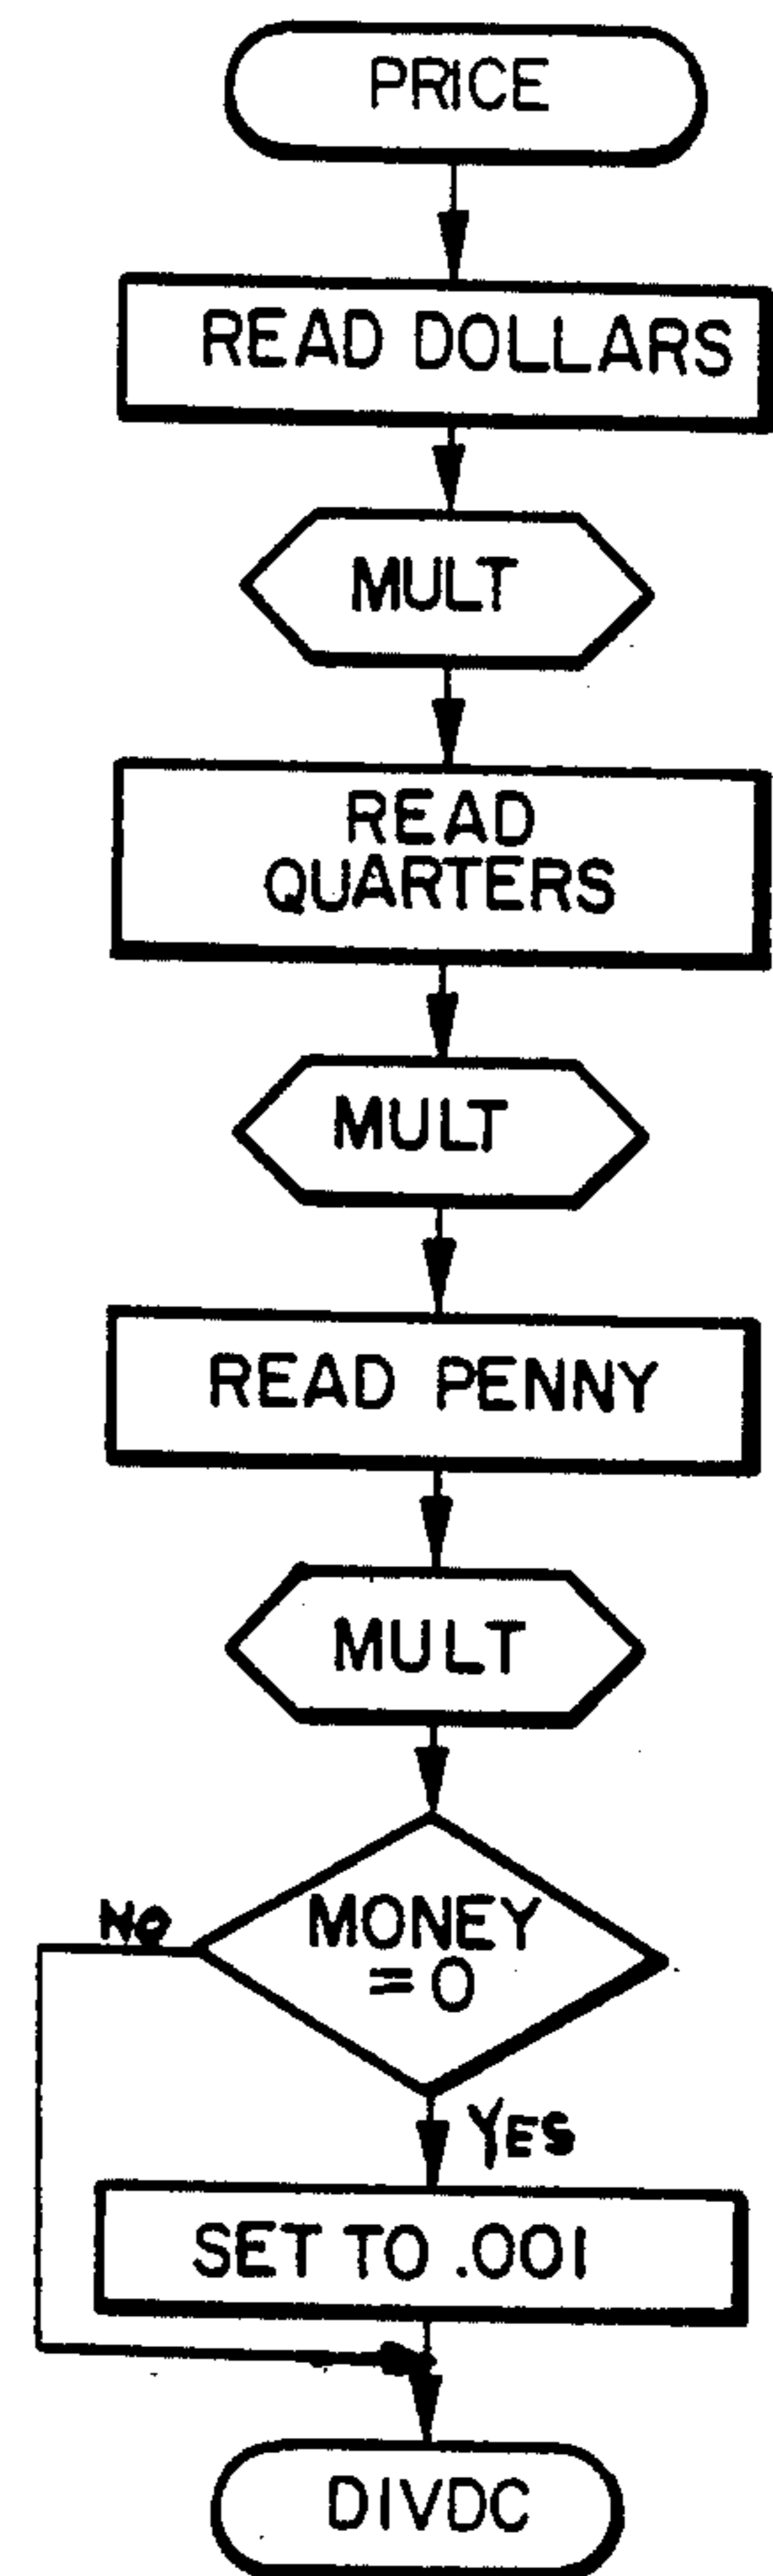 PRICE
READ DOLLARS
MULT
READ
QUARTERS
MULT
READ PENNY
MULT
MONEY
= 0
NO
YES
SET TO .001
DIVDC